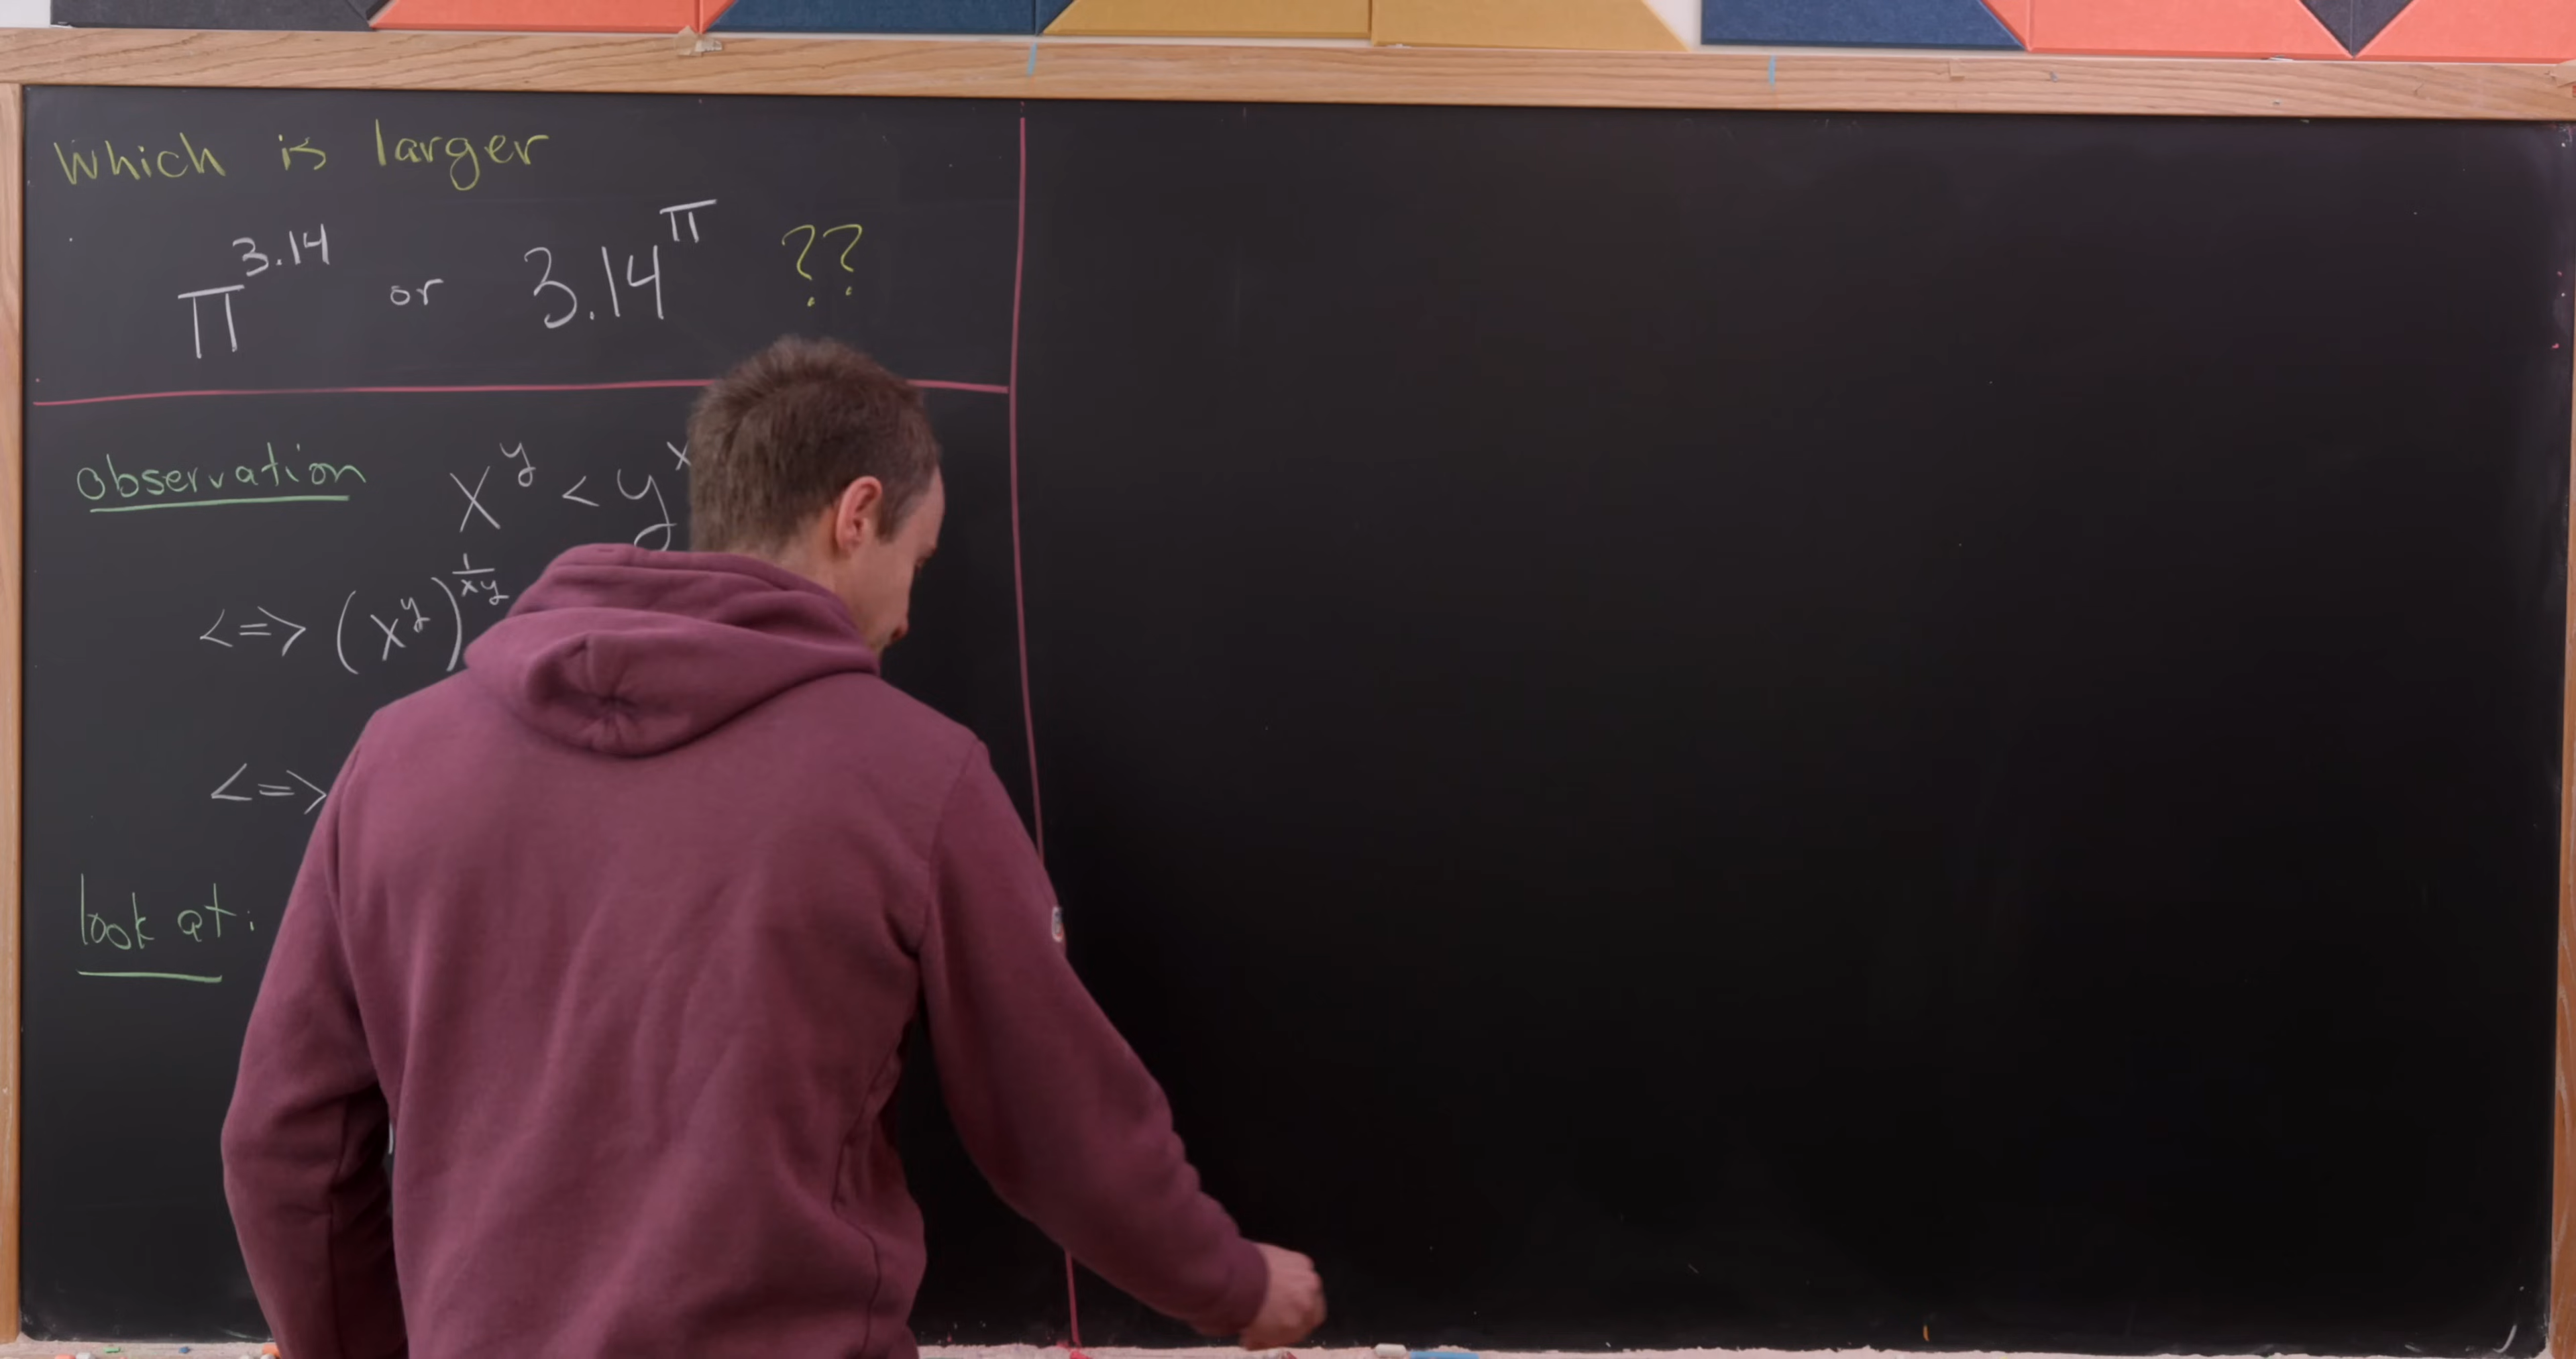 Which is larger
π^3.14 or 3.14^π ??
observation x^y < y^x
<=> (x^y)^(1/xy)
<=>
look at: